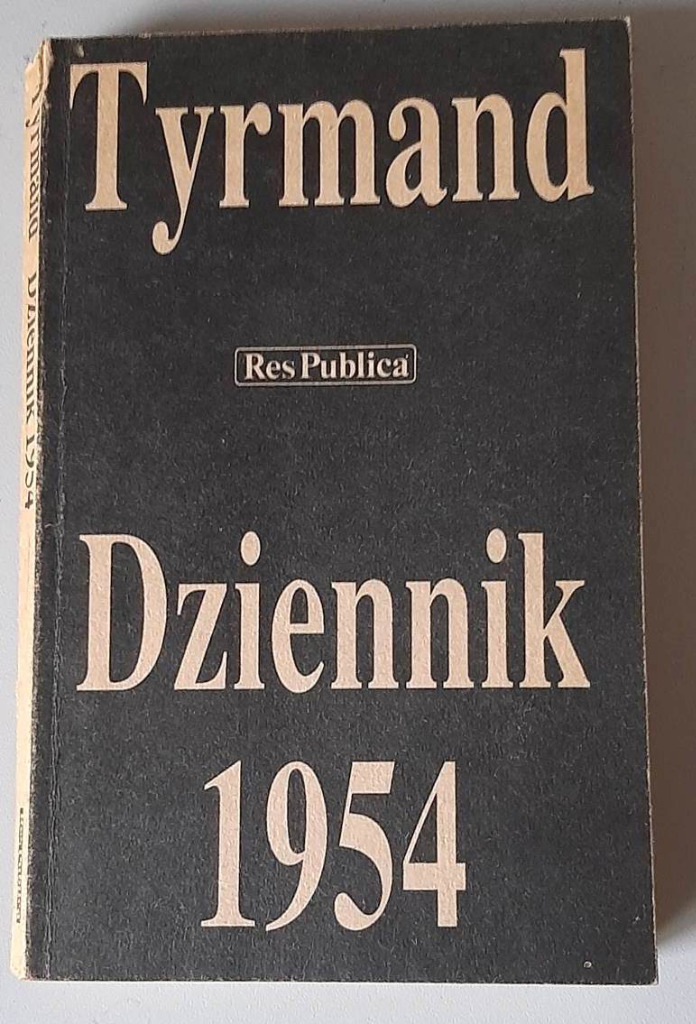 Tyrmand
Res Publica
Dziennik
1954
Tyrmand Dziennik 1954